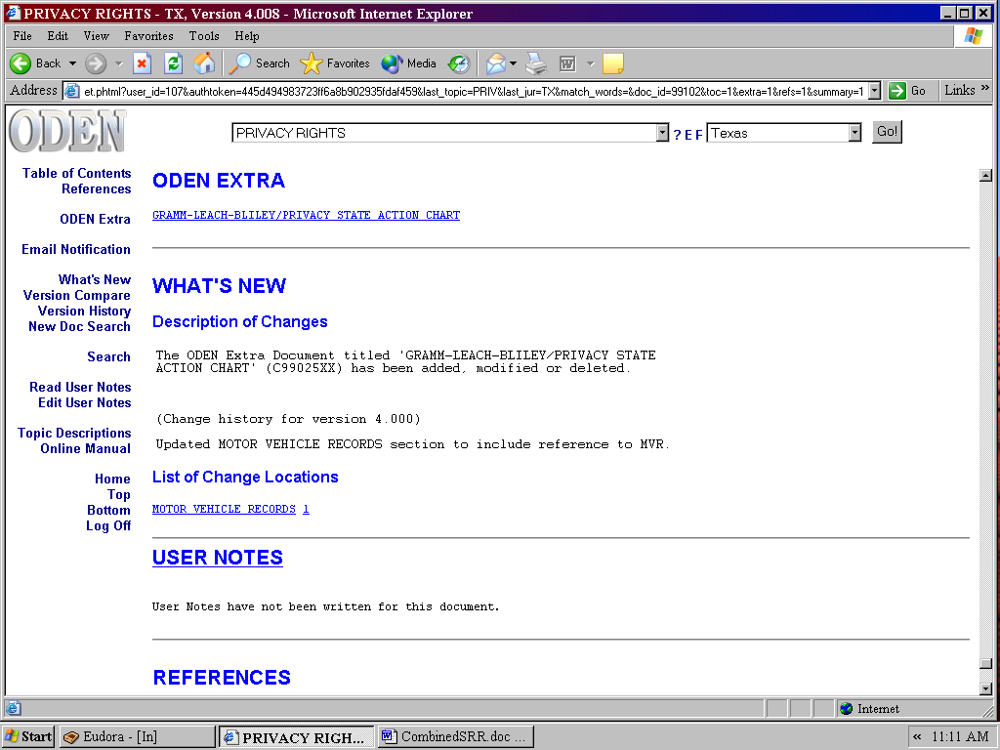 PRIVACY RIGHTS - TX, Version 4.008 - Microsoft Internet Explorer
File Edit View Favorites Tools Help
Back Search Favorites Media
Address et.phtml?user_id=107&authtoken=445d494983723ff6a8b902935fdaf459&last_topic=PRIV&last_jur=TX&match_words=&doc_id=99102&toc=1&extra=1&refs=1&summary=1 Go Links »
ODEN
PRIVACY RIGHTS ? E F Texas Go!
Table of Contents
References
ODEN Extra
Email Notification
What's New
Version Compare
Version History
New Doc Search
Search
Read User Notes
Edit User Notes
Topic Descriptions
Online Manual
Home
Top
Bottom
Log Off
ODEN EXTRA
GRAMM-LEACH-BLILEY/PRIVACY STATE ACTION CHART
WHAT'S NEW
Description of Changes
The ODEN Extra Document titled 'GRAMM-LEACH-BLILEY/PRIVACY STATE
ACTION CHART' (C99025XX) has been added, modified or deleted.
(Change history for version 4.000)
Updated MOTOR VEHICLE RECORDS section to include reference to MVR.
List of Change Locations
MOTOR VEHICLE RECORDS 1
USER NOTES
User Notes have not been written for this document.
REFERENCES
Internet
Start Eudora - [In] PRIVACY RIGH... CombinedSRR.doc ... « 11:11 AM